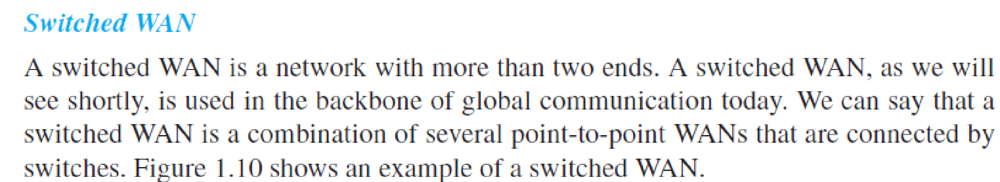 Switched WAN
A switched WAN is a network with more than two ends. A switched WAN, as we will
see shortly, is used in the backbone of global communication today. We can say that a
switched WAN is a combination of several point-to-point WANs that are connected by
switches. Figure 1.10 shows an example of a switched WAN.